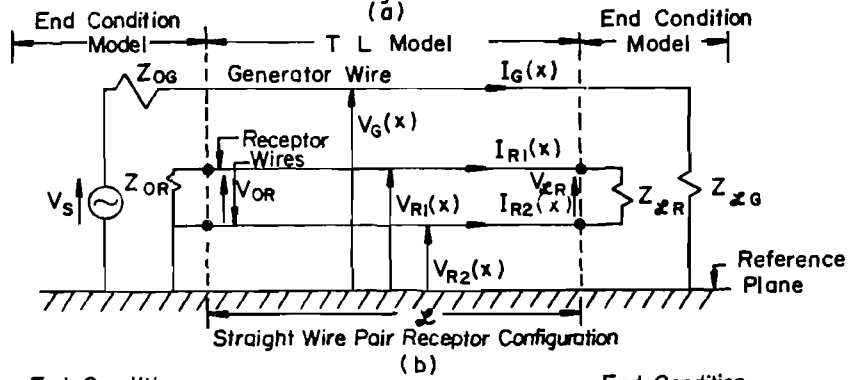 (a)
End Condition
Model
T L Model
End Condition
Model
Z_OG
Generator Wire
I_G(x)
V_G(x)
Receptor
Wires
I_R1(x)
V_S
Z_OR
V_OR
V_R1(x)
V_ℒR
I_R2(x)
Z_ℒR
Z_ℒG
V_R2(x)
Reference
Plane
ℒ
Straight Wire Pair Receptor Configuration
(b)